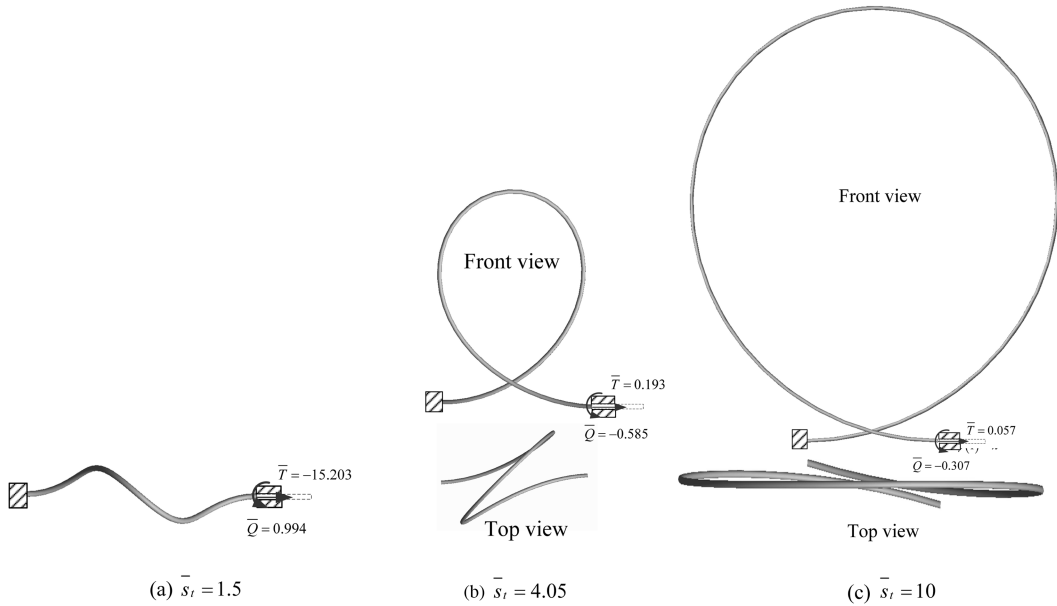 T̅ = −15.203
Q̅ = 0.994
(a) s̅ₜ = 1.5
Front view
T̅ = 0.193
Q̅ = −0.585
Top view
(b) s̅ₜ = 4.05
Front view
T̅ = 0.057
Q̅ = −0.307
Top view
(c) s̅ₜ = 10